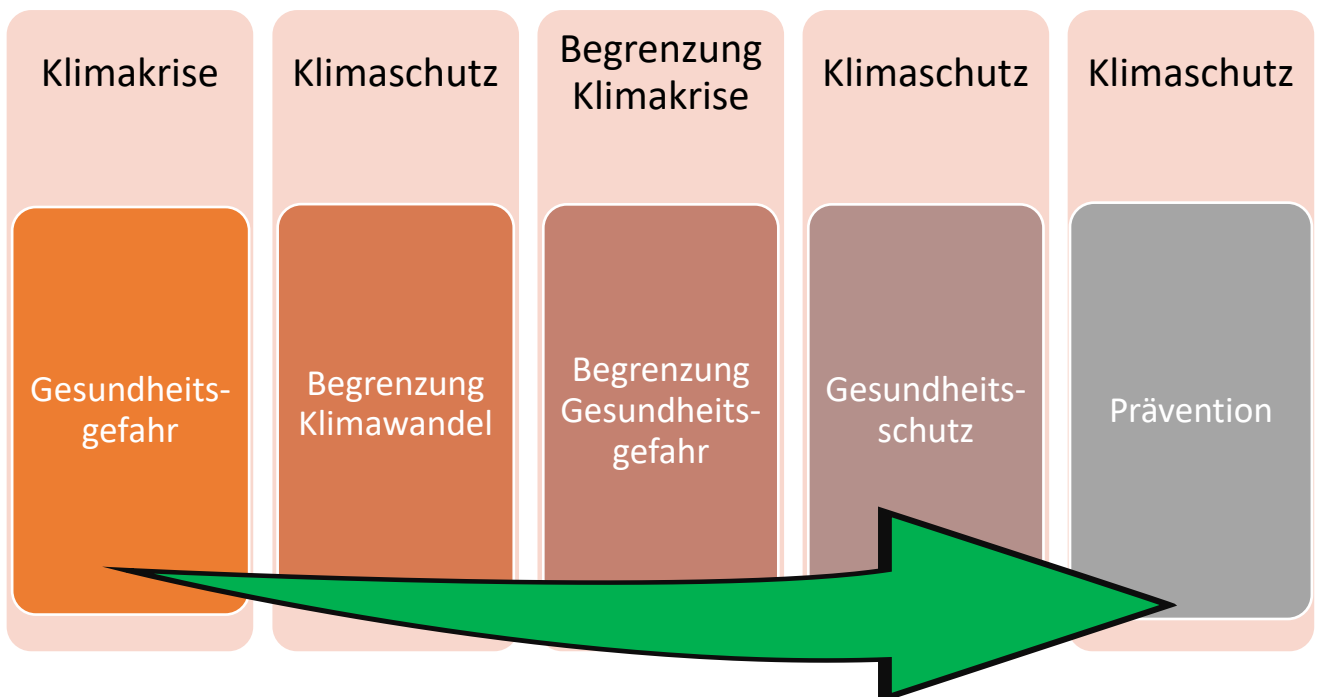 Klimakrise
Klimaschutz
Begrenzung
Klimakrise
Klimaschutz
Klimaschutz
Gesundheits-
gefahr
Begrenzung
Klimawandel
Begrenzung
Gesundheits-
gefahr
Gesundheits-
schutz
Prävention